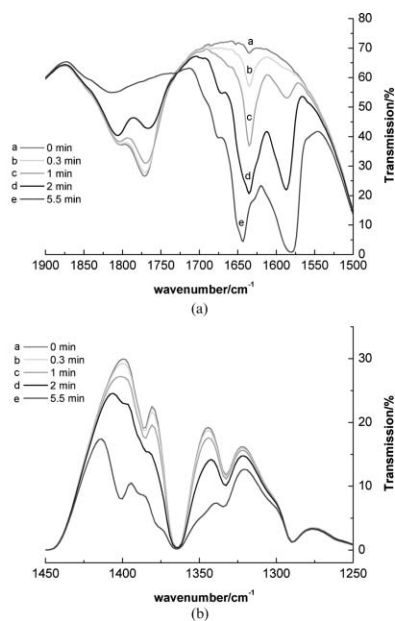 (a)
80
70
60
50
40
30
20
10
0
Transmission/%
a 0 min
b 0.3 min
c 1 min
d 2 min
e 5.5 min
a
b
c
d
e
1900 1850 1800 1750 1700 1650 1600 1550 1500
wavenumber/cm-1
(a)
a 0 min
b 0.3 min
c 1 min
d 2 min
e 5.5 min
30
20
10
0
Transmission/%
1450 1400 1350 1300 1250
wavenumber/cm-1
(b)